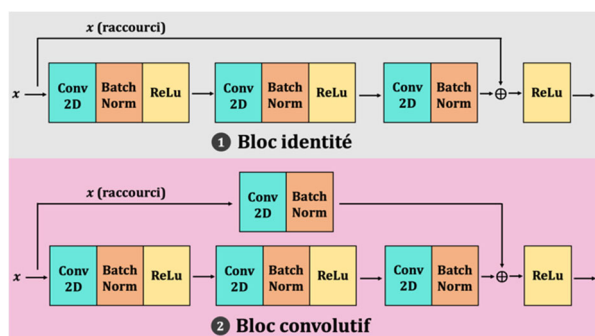 x (raccourci)
x
Conv
2D
Batch
Norm
ReLu
Conv
2D
Batch
Norm
ReLu
Conv
2D
Batch
Norm
ReLu
1 Bloc identité
x (raccourci)
Conv
2D
Batch
Norm
x
Conv
2D
Batch
Norm
ReLu
Conv
2D
Batch
Norm
ReLu
Conv
2D
Batch
Norm
ReLu
2 Bloc convolutif